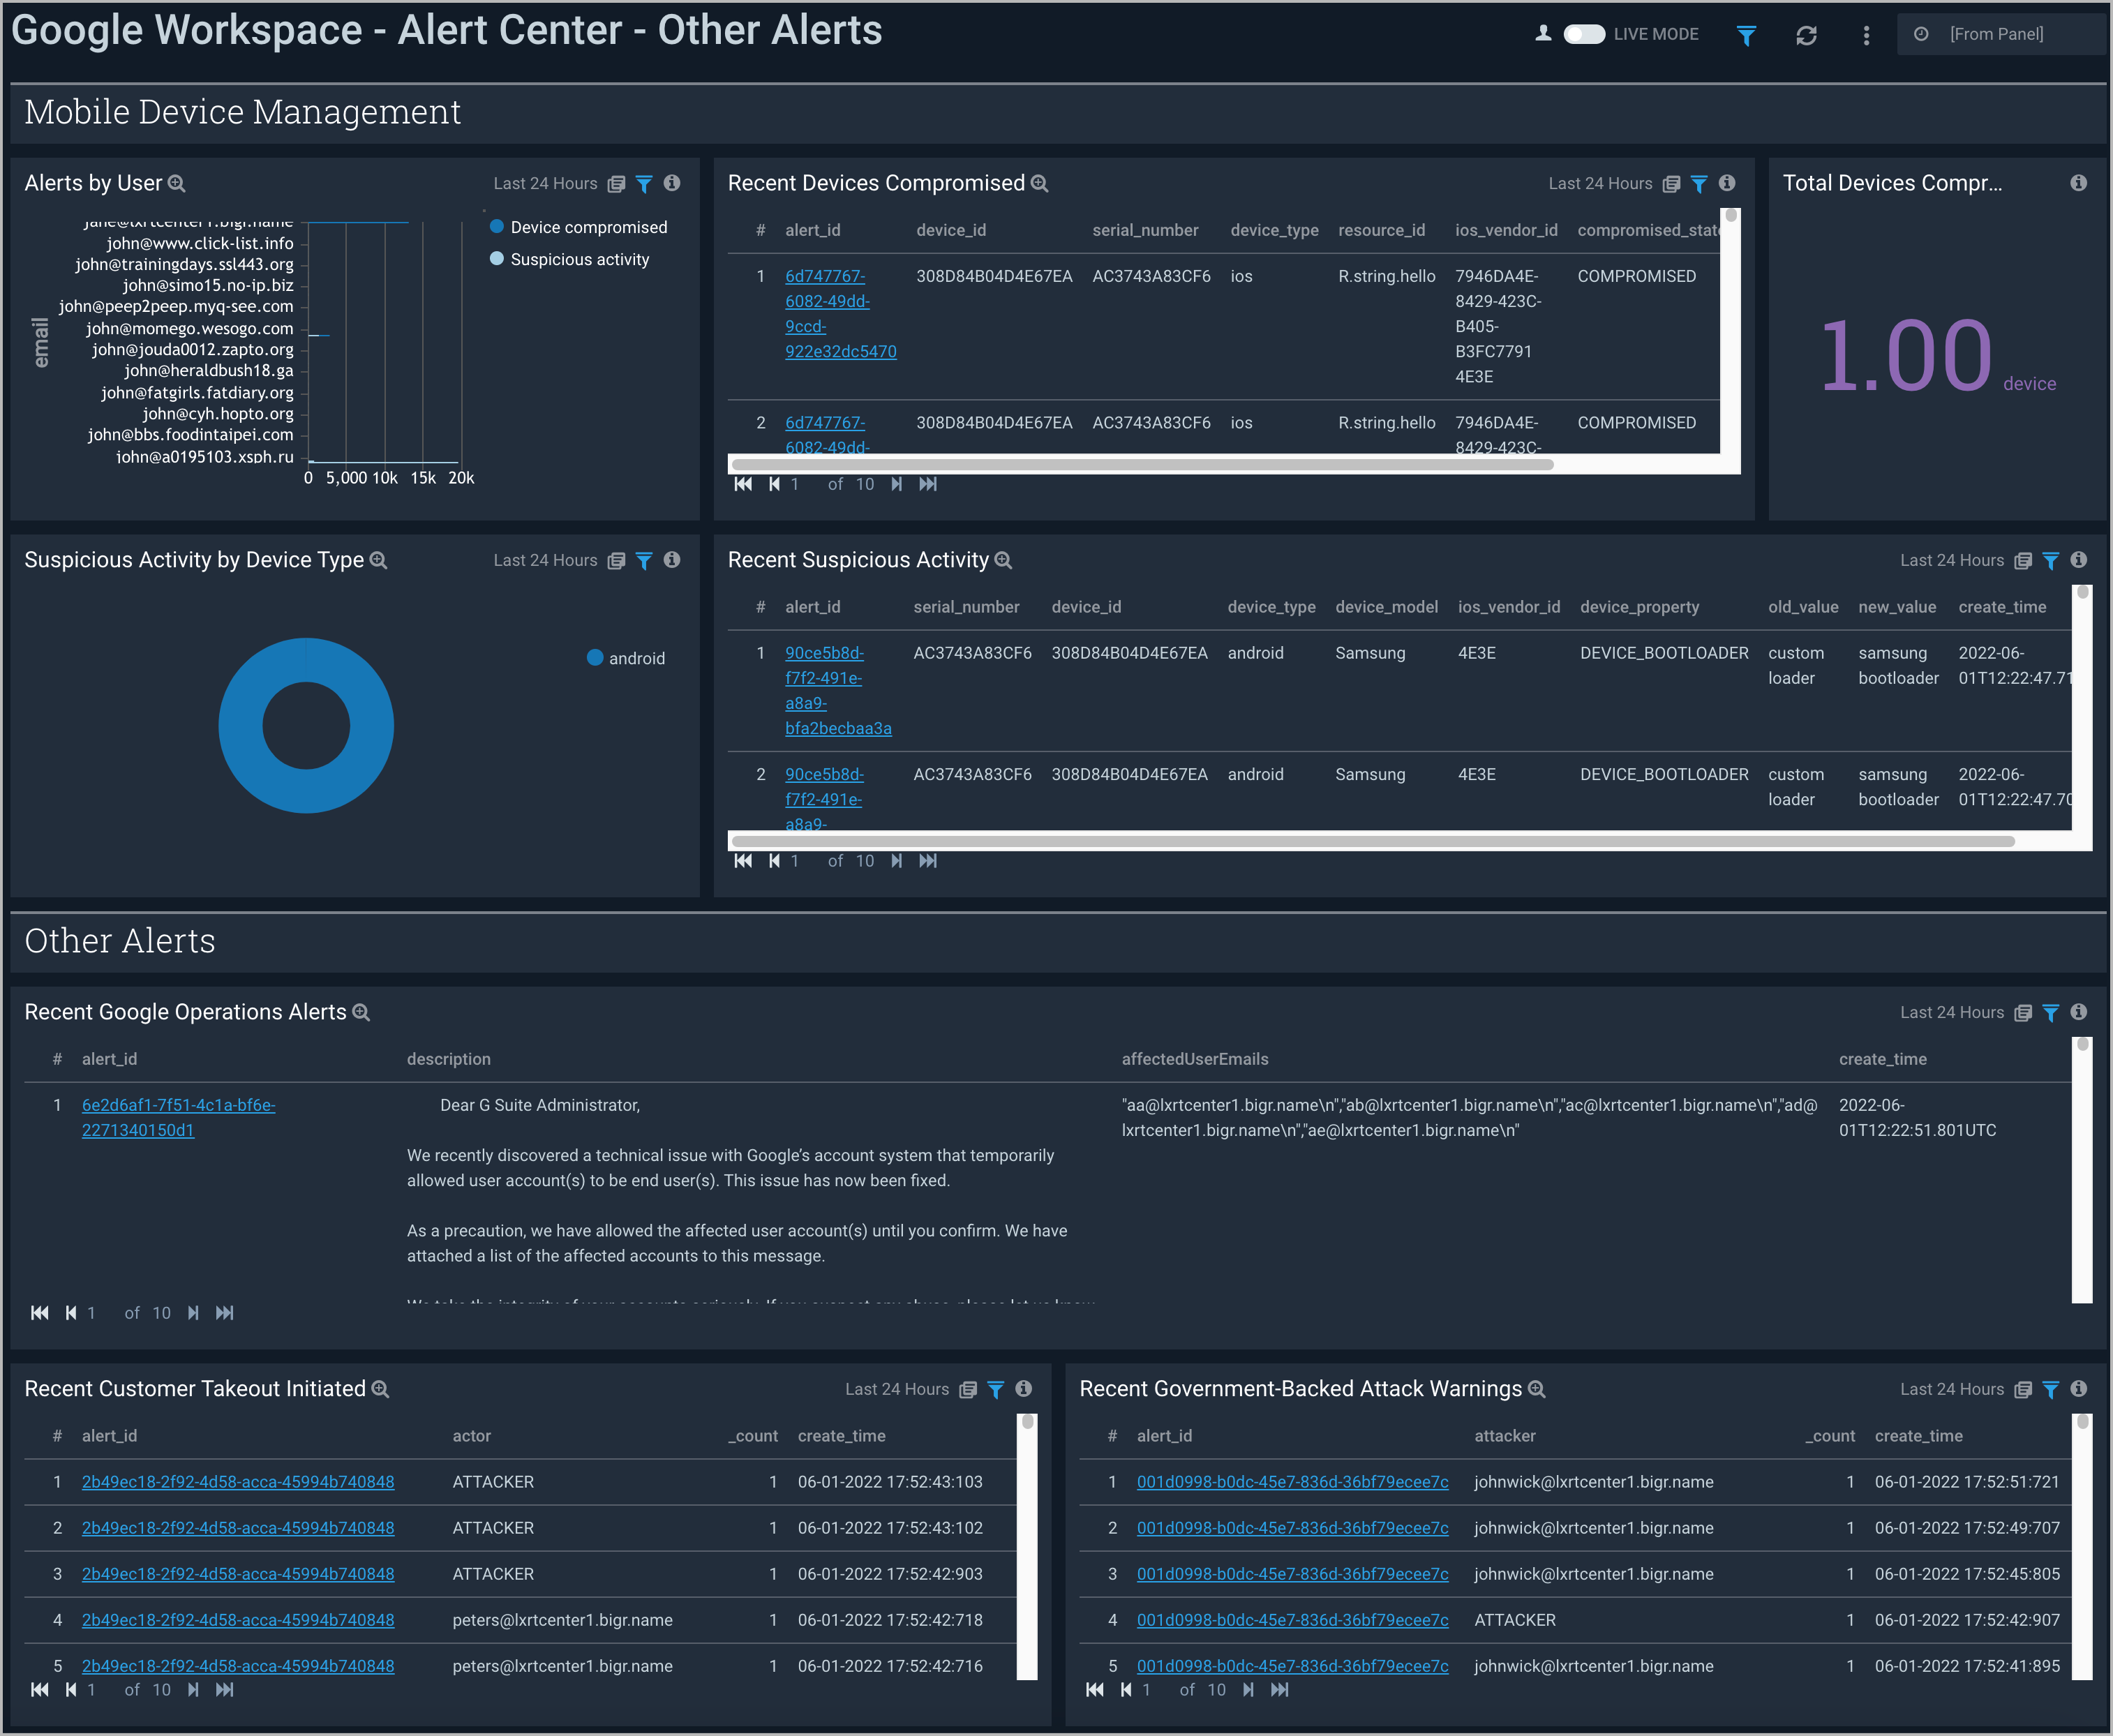 Google Workspace - Alert Center - Other Alerts
LIVE MODE
[From Panel]
Mobile Device Management
Alerts by User
Last 24 Hours
email
jane@lxrtcenter1.bigr.name
john@www.click-list.info
john@trainingdays.ssl443.org
john@simo15.no-ip.biz
john@peep2peep.myq-see.com
john@momego.wesogo.com
john@jouda0012.zapto.org
john@heraldbush18.ga
john@fatgirls.fatdiary.org
john@cyh.hopto.org
john@bbs.foodintaipei.com
john@a0195103.xsph.ru
0 5,000 10k 15k 20k
Device compromised
Suspicious activity
Recent Devices Compromised
Last 24 Hours
# alert_id device_id serial_number device_type resource_id ios_vendor_id compromised_state
1 6d747767- 308D84B04D4E67EA AC3743A83CF6 ios R.string.hello 7946DA4E- COMPROMISED
6082-49dd- 8429-423C-
9ccd- B405-
922e32dc5470 B3FC7791
4E3E
2 6d747767- 308D84B04D4E67EA AC3743A83CF6 ios R.string.hello 7946DA4E- COMPROMISED
6082-49dd- 8429-423C-
1 of 10
Total Devices Compr...
1.00 device
Suspicious Activity by Device Type
Last 24 Hours
android
Recent Suspicious Activity
Last 24 Hours
# alert_id serial_number device_id device_type device_model ios_vendor_id device_property old_value new_value create_time
1 90ce5b8d- AC3743A83CF6 308D84B04D4E67EA android Samsung 4E3E DEVICE_BOOTLOADER custom samsung 2022-06-
f7f2-491e- loader bootloader 01T12:22:47.71
a8a9-
bfa2becbaa3a
2 90ce5b8d- AC3743A83CF6 308D84B04D4E67EA android Samsung 4E3E DEVICE_BOOTLOADER custom samsung 2022-06-
f7f2-491e- loader bootloader 01T12:22:47.70
a8a9-
1 of 10
Other Alerts
Recent Google Operations Alerts
Last 24 Hours
# alert_id description affectedUserEmails create_time
1 6e2d6af1-7f51-4c1a-bf6e- Dear G Suite Administrator, "aa@lxrtcenter1.bigr.name\n","ab@lxrtcenter1.bigr.name\n","ac@lxrtcenter1.bigr.name\n","ad@ 2022-06-
2271340150d1 lxrtcenter1.bigr.name\n","ae@lxrtcenter1.bigr.name\n" 01T12:22:51.801UTC
We recently discovered a technical issue with Google's account system that temporarily
allowed user account(s) to be end user(s). This issue has now been fixed.
As a precaution, we have allowed the affected user account(s) until you confirm. We have
attached a list of the affected accounts to this message.
We take the integrity of your accounts seriously. If you suspect any abuse, please let us know
1 of 10
Recent Customer Takeout Initiated
Last 24 Hours
# alert_id actor _count create_time
1 2b49ec18-2f92-4d58-acca-45994b740848 ATTACKER 1 06-01-2022 17:52:43:103
2 2b49ec18-2f92-4d58-acca-45994b740848 ATTACKER 1 06-01-2022 17:52:43:102
3 2b49ec18-2f92-4d58-acca-45994b740848 ATTACKER 1 06-01-2022 17:52:42:903
4 2b49ec18-2f92-4d58-acca-45994b740848 peters@lxrtcenter1.bigr.name 1 06-01-2022 17:52:42:718
5 2b49ec18-2f92-4d58-acca-45994b740848 peters@lxrtcenter1.bigr.name 1 06-01-2022 17:52:42:716
1 of 10
Recent Government-Backed Attack Warnings
Last 24 Hours
# alert_id attacker _count create_time
1 001d0998-b0dc-45e7-836d-36bf79ecee7c johnwick@lxrtcenter1.bigr.name 1 06-01-2022 17:52:51:721
2 001d0998-b0dc-45e7-836d-36bf79ecee7c johnwick@lxrtcenter1.bigr.name 1 06-01-2022 17:52:49:707
3 001d0998-b0dc-45e7-836d-36bf79ecee7c johnwick@lxrtcenter1.bigr.name 1 06-01-2022 17:52:45:805
4 001d0998-b0dc-45e7-836d-36bf79ecee7c ATTACKER 1 06-01-2022 17:52:42:907
5 001d0998-b0dc-45e7-836d-36bf79ecee7c johnwick@lxrtcenter1.bigr.name 1 06-01-2022 17:52:41:895
1 of 10